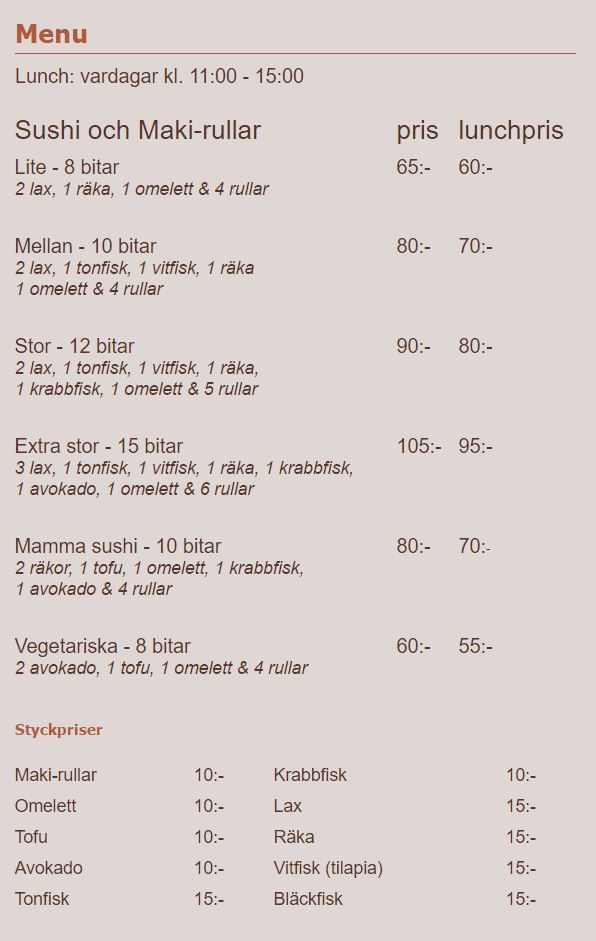 Menu
Lunch: vardagar kl. 11:00 - 15:00
Sushi och Maki-rullar pris lunchpris
Lite - 8 bitar 65:- 60:-
2 lax, 1 räka, 1 omelett & 4 rullar
Mellan - 10 bitar 80:- 70:-
2 lax, 1 tonfisk, 1 vitfisk, 1 räka
1 omelett & 4 rullar
Stor - 12 bitar 90:- 80:-
2 lax, 1 tonfisk, 1 vitfisk, 1 räka,
1 krabbfisk, 1 omelett & 5 rullar
Extra stor - 15 bitar 105:- 95:-
3 lax, 1 tonfisk, 1 vitfisk, 1 räka, 1 krabbfisk,
1 avokado, 1 omelett & 6 rullar
Mamma sushi - 10 bitar 80:- 70:-
2 räkor, 1 tofu, 1 omelett, 1 krabbfisk,
1 avokado & 4 rullar
Vegetariska - 8 bitar 60:- 55:-
2 avokado, 1 tofu, 1 omelett & 4 rullar
Styckpriser
Maki-rullar 10:- Krabbfisk 10:-
Omelett 10:- Lax 15:-
Tofu 10:- Räka 15:-
Avokado 10:- Vitfisk (tilapia) 15:-
Tonfisk 15:- Bläckfisk 15:-